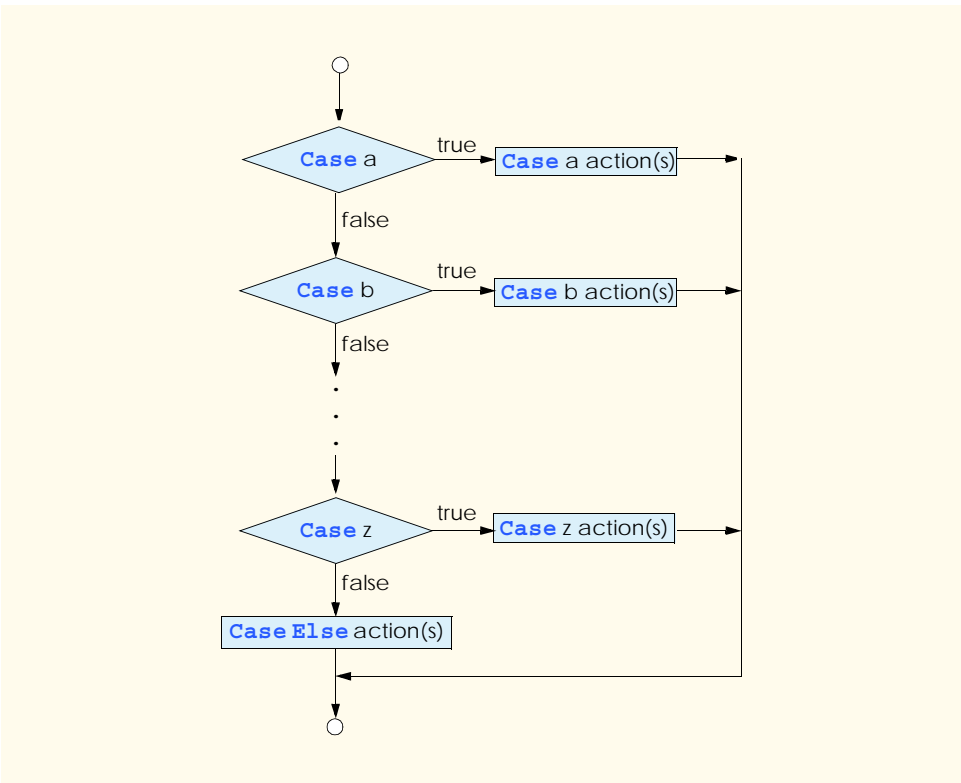 Case a
true
Case a action(s)
false
Case b
true
Case b action(s)
false
.
.
.
Case z
true
Case z action(s)
false
Case Else action(s)